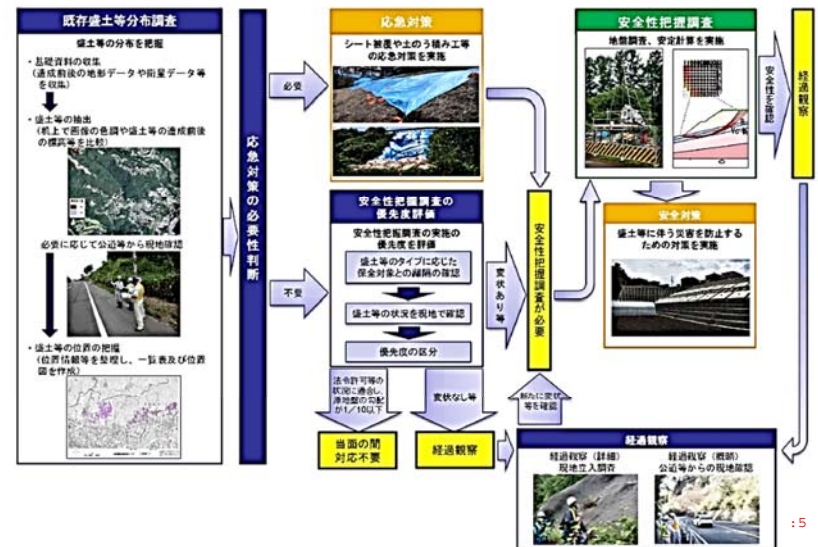 既存盛土等分布調査
盛土等の分布を把握
・基礎資料の収集
(造成前後の地形データや衛星データ等
を収集)
・盛土等の抽出
(机上で画像の色調や盛土等の造成前後
の標高等を比較)
必要に応じて公道等から現地確認
・盛土等の位置の把握
(位置情報等を整理し、一覧表及び位置
図を作成)
応急対策の必要性判断
必要
不要
応急対策
シート被覆や土のう積み工等
の応急対策を実施
安全性把握調査の
優先度評価
安全性把握調査の実施の
優先度を評価
盛土等のタイプに応じた
保全対象との離隔の確認
盛土等の状況を現地で確認
優先度の区分
法令許可等の
状況に適合し、
原地盤の勾配
が1/10以下
変状なし等
当面の間
対応不要
経過観察
変状あり等
安全性把握調査が必要
新たに変状
等を確認
安全性把握調査
地盤調査、安定計算を実施
安全性を確認
経過観察
安全対策
盛土等に伴う災害を防止する
ための対策を実施
経過観察
経過観察(詳細)
現地立入調査
経過観察(概略)
公道等からの現地確認
:5